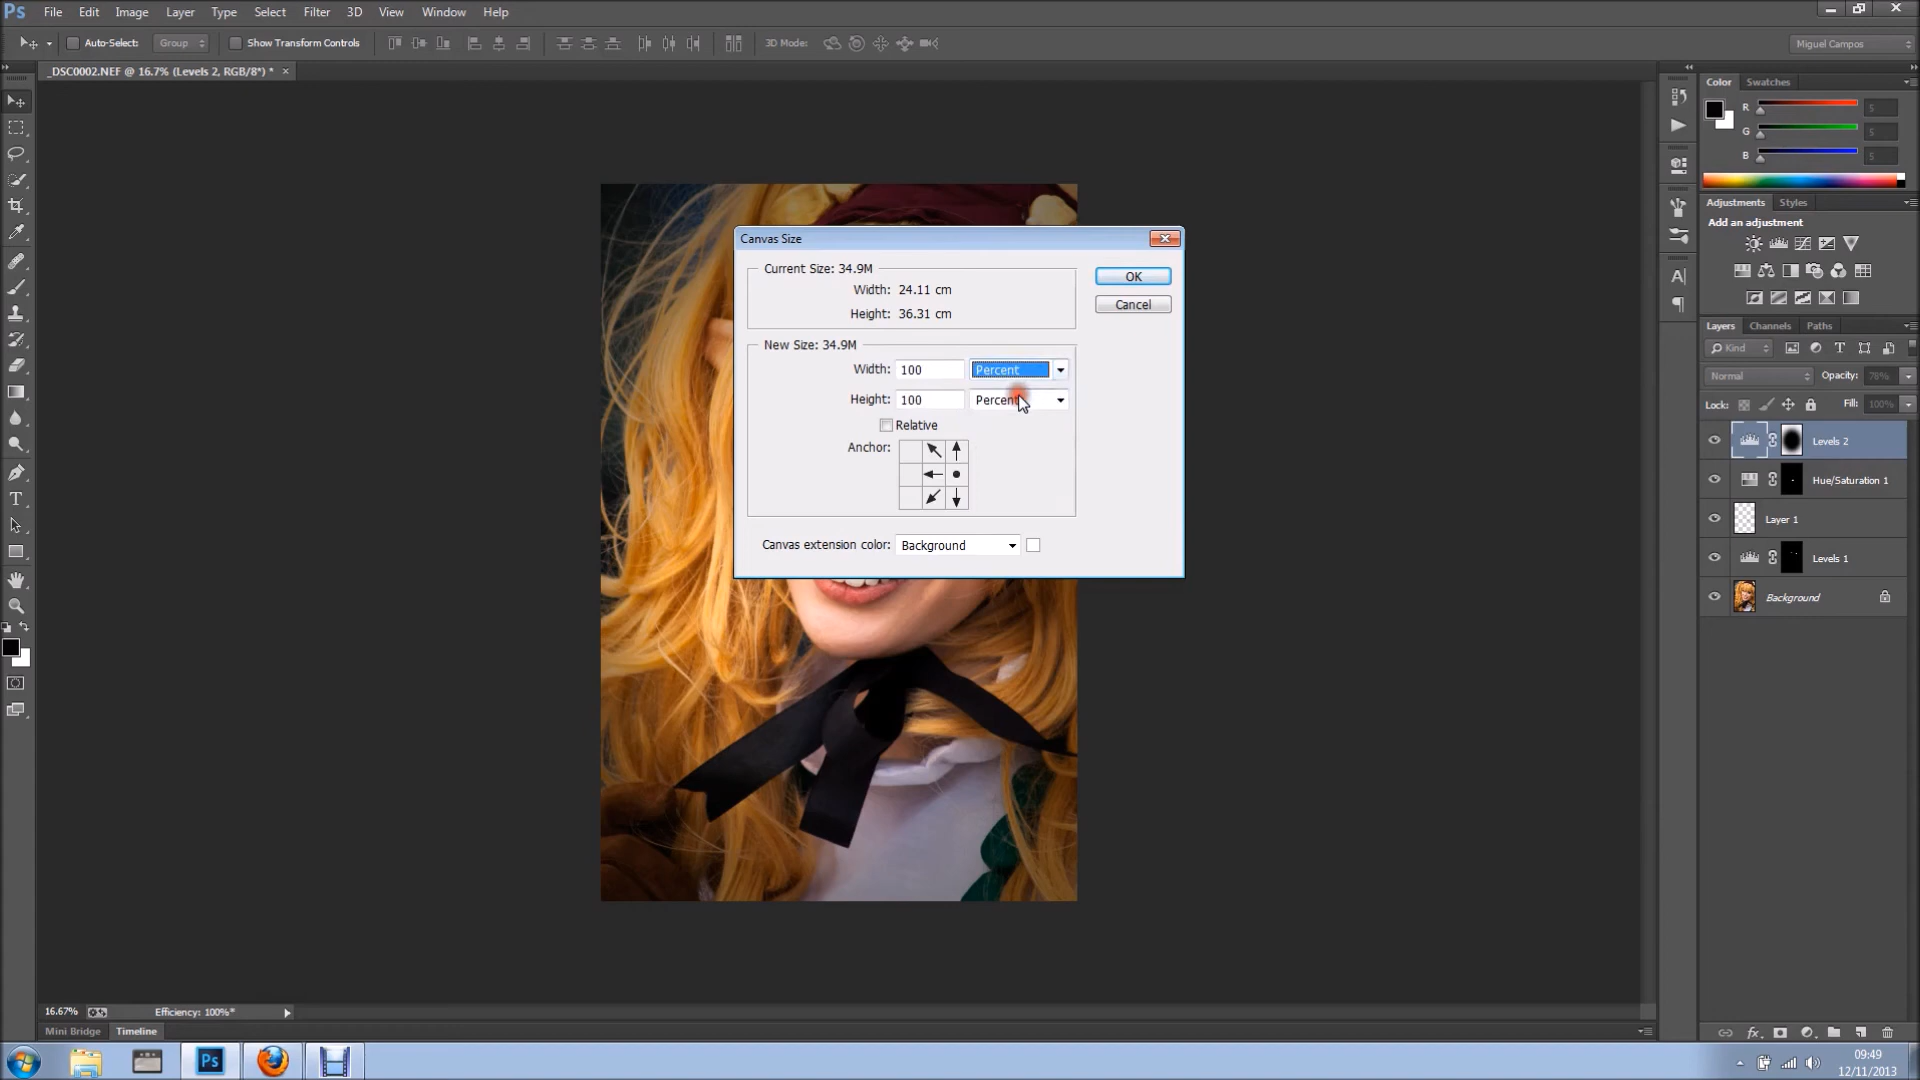 Ps File Edit Image Layer Type Select Filter 3D View Window Help
Auto-Select: Group Show Transform Controls 3D Mode: Miguel Campos
_DSC0002.NEF @ 16.7% (Levels 2, RGB/8*) * ×
Color Swatches
R 5
G 5
B 5
Adjustments Styles
Add an adjustment
Layers Channels Paths
Kind
Normal Opacity: 78%
Lock: Fill: 100%
Levels 2
Hue/Saturation 1
Layer 1
Levels 1
Background
Canvas Size
Current Size: 34.9M
Width: 24.11 cm
Height: 36.31 cm
OK
Cancel
New Size: 34.9M
Width: 100 Percent
Height: 100 Percent
Relative
Anchor:
Canvas extension color: Background
16.67% Efficiency: 100%*
Mini Bridge Timeline
Ps
09:49
12/11/2013